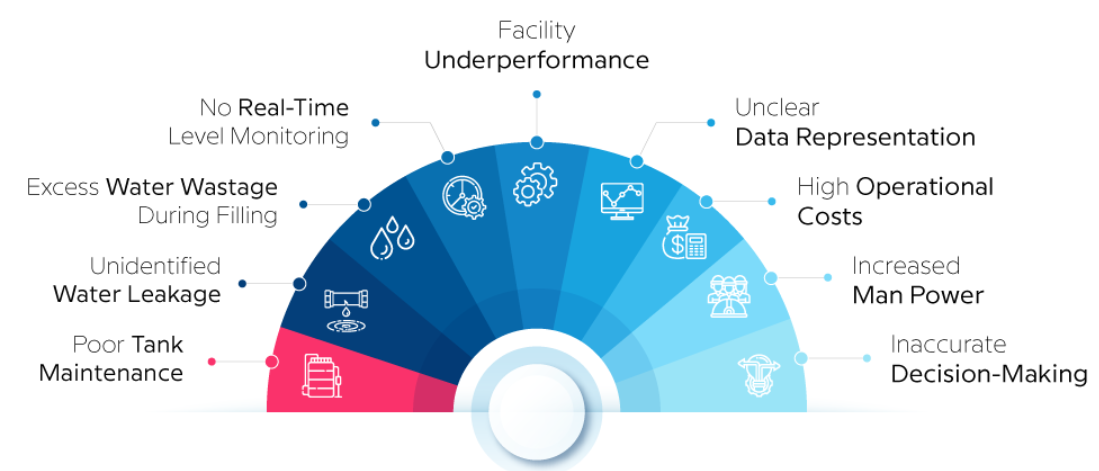 Facility
Underperformance
No Real-Time
Level Monitoring
Unclear
Data Representation
Excess Water Wastage
During Filling
High Operational
Costs
Unidentified
Water Leakage
Increased
Man Power
Poor Tank
Maintenance
Inaccurate
Decision-Making
$